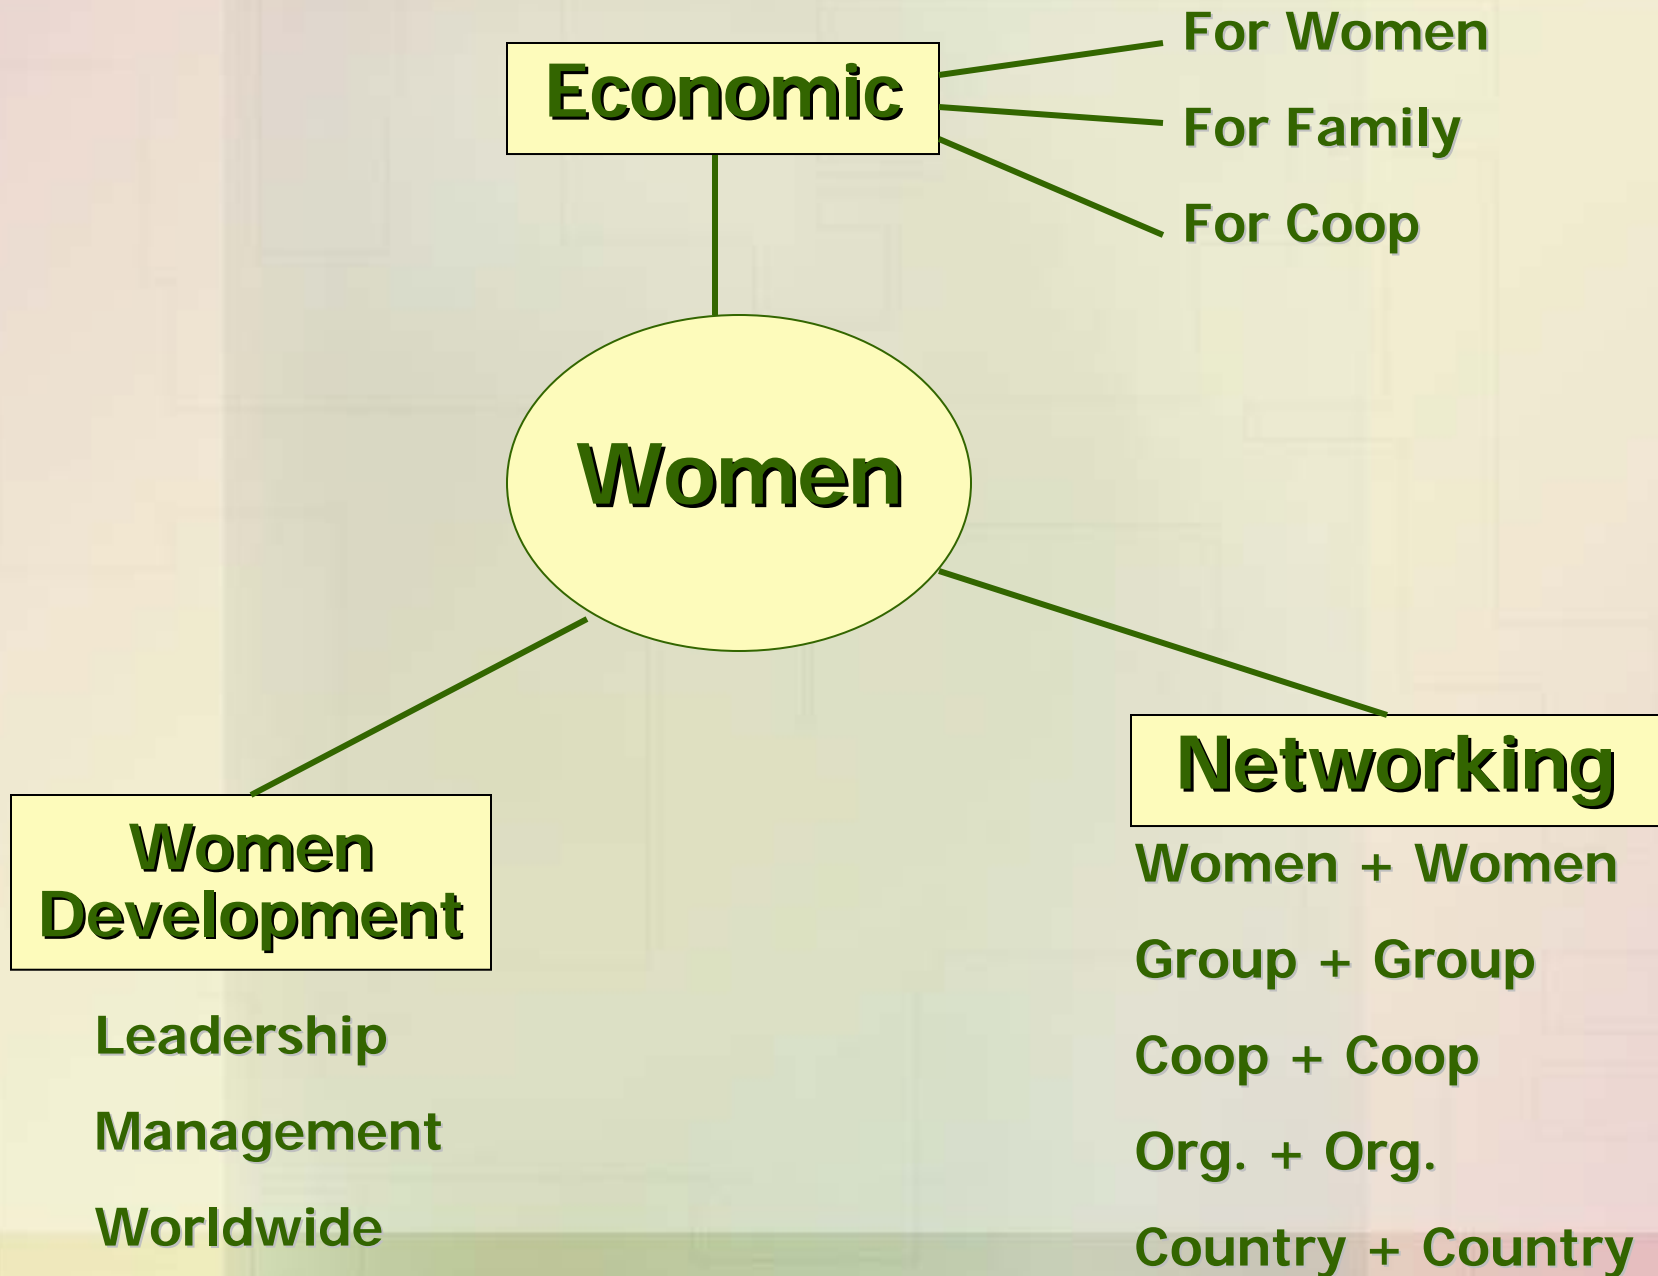 Economic
For Women
For Family
For Coop
Women
Women
Development
Leadership
Management
Worldwide
Networking
Women + Women
Group + Group
Coop + Coop
Org. + Org.
Country + Country